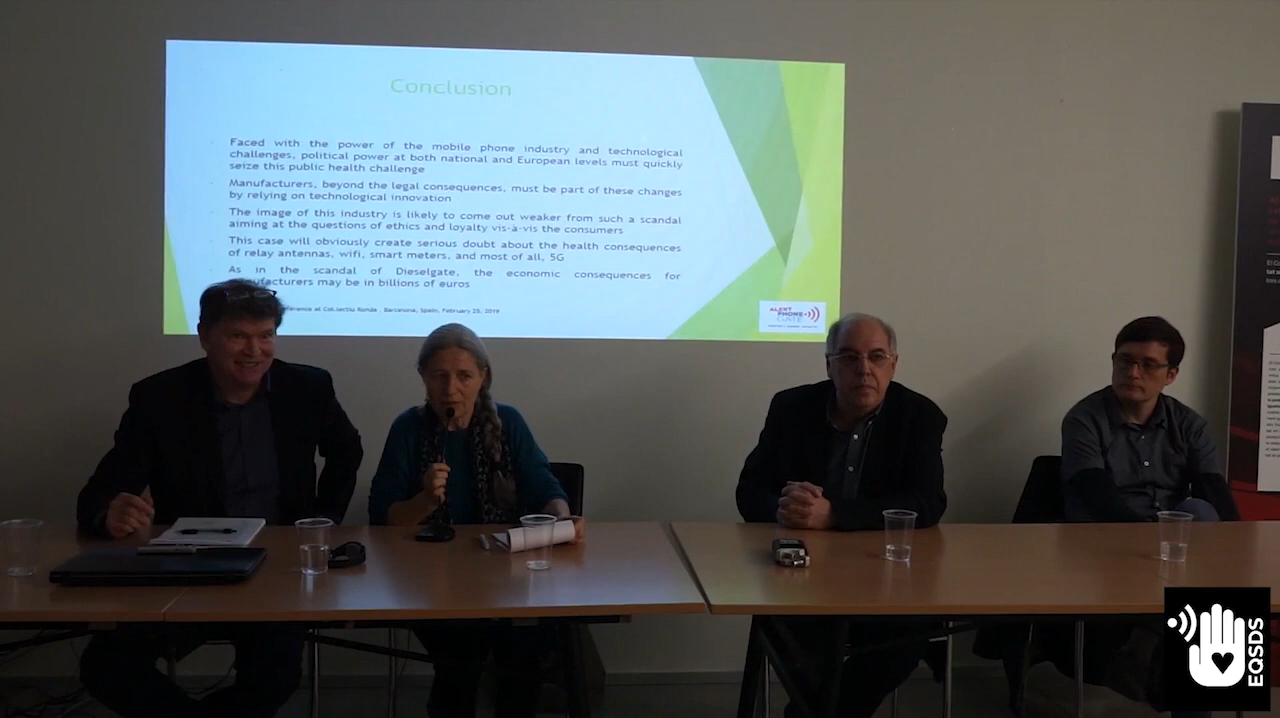 Conclusion
Faced with the power of the mobile phone industry and technological
challenges, political power at both national and European levels must quickly
seize this public health challenge
Manufacturers, beyond the legal consequences, must be part of these changes
by relying on technological innovation
The image of this industry is likely to come out weaker from such a scandal
aiming at the questions of ethics and loyalty vis-à-vis the consumers
This case will obviously create serious doubt about the health consequences
of relay antennas, wifi, smart meters, and most of all, 5G
As in the scandal of Dieselgate, the economic consequences for
manufacturers may be in billions of euros
at Col.lectiu Ronda , Barcelona, Spain, February 25, 2019
ALERT
PHONE
GATE
EQSDS